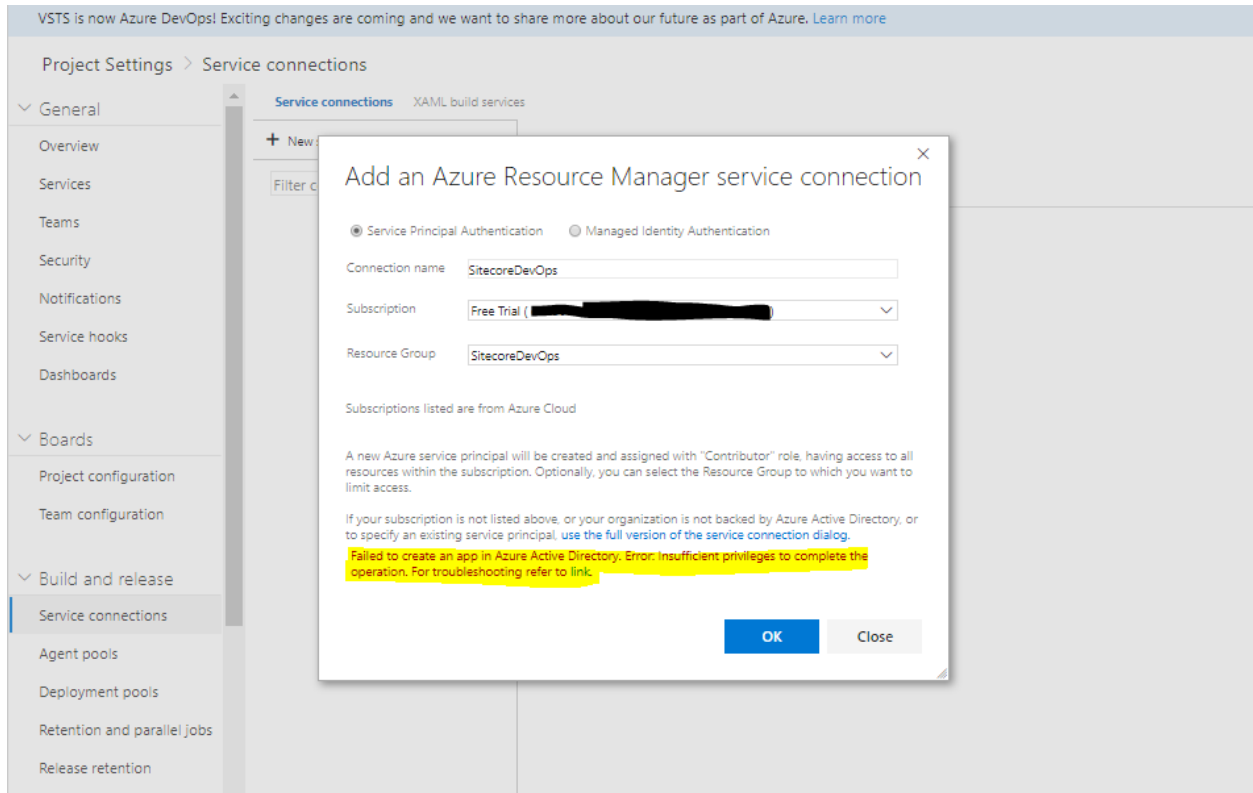 VSTS is now Azure DevOps! Exciting changes are coming and we want to share more about our future as part of Azure. Learn more
Project Settings > Service connections
General
Overview
Services
Teams
Security
Notifications
Service hooks
Dashboards
Boards
Project configuration
Team configuration
Build and release
Service connections
Agent pools
Deployment pools
Retention and parallel jobs
Release retention
Service connections XAML build services
+ New
Filter c
Add an Azure Resource Manager service connection
Service Principal Authentication Managed Identity Authentication
Connection name SitecoreDevOps
Subscription Free Trial ( )
Resource Group SitecoreDevOps
Subscriptions listed are from Azure Cloud
A new Azure service principal will be created and assigned with "Contributor" role, having access to all
resources within the subscription. Optionally, you can select the Resource Group to which you want to
limit access.
If your subscription is not listed above, or your organization is not backed by Azure Active Directory, or
to specify an existing service principal, use the full version of the service connection dialog.
Failed to create an app in Azure Active Directory. Error: Insufficient privileges to complete the
operation. For troubleshooting refer to link.
OK Close